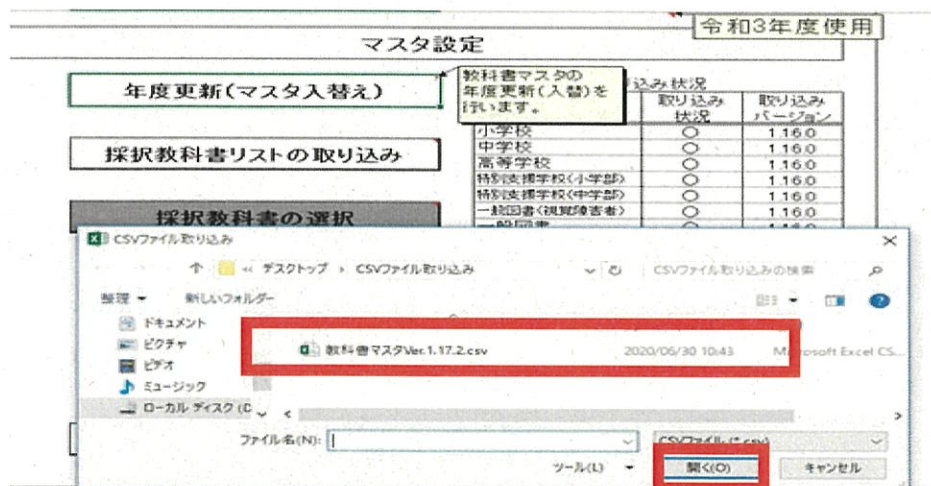 令和3年度使用
マスタ設定
年度更新(マスタ入替え)
教科書マスタの
年度更新(入替)を
行います。
込み状況
取り込み
状況
取り込み
バージョン
採択教科書リストの取り込み
小学校 ○ 1.16.0
中学校 ○ 1.16.0
高等学校 ○ 1.16.0
特別支援学校(小学部) ○ 1.16.0
特別支援学校(中学部) ○ 1.16.0
一般図書(視覚障害者) ○ 1.16.0
採択教科書の選択
CSVファイル取り込み
« デスクトップ › CSVファイル取り込み
CSVファイル取り込みの検索
整理
新しいフォルダー
ドキュメント
ピクチャ
ビデオ
ミュージック
ローカル ディスク (C
教科書マスタVer.1.17.2.csv 2020/06/30 10:43
ファイル名(N):
CSVファイル (*.csv)
ツール(L)
開く(O)
キャンセル